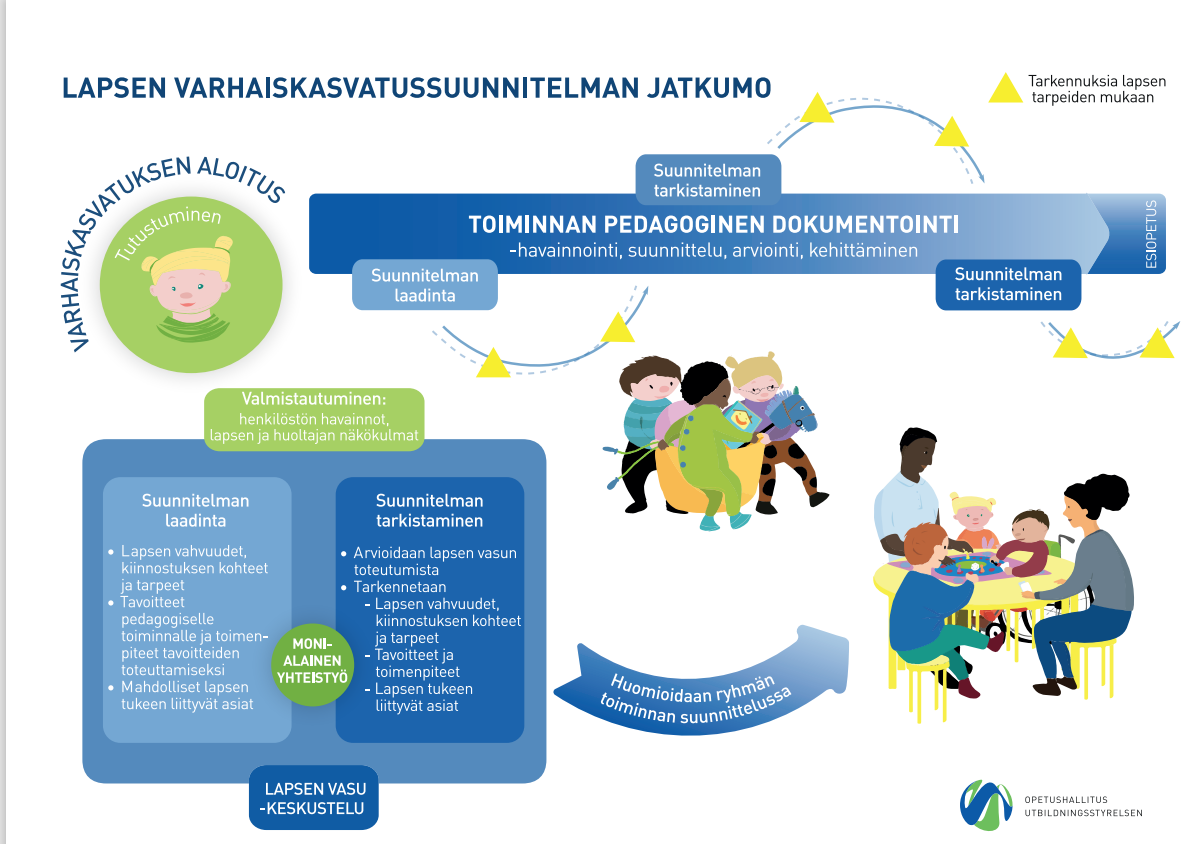 LAPSEN VARHAISKASVATUSSUUNNITELMAN JATKUMO
Tarkennuksia lapsen
tarpeiden mukaan
VARHAISKASVATUKSEN ALOITUS
Tutustuminen
Suunnitelman
tarkistaminen
TOIMINNAN PEDAGOGINEN DOKUMENTOINTI
-havainnointi, suunnittelu, arviointi, kehittäminen
ESIOPETUS
Suunnitelman
laadinta
Suunnitelman
tarkistaminen
Valmistautuminen:
henkilöstön havainnot,
lapsen ja huoltajan näkökulmat
Suunnitelman
laadinta
• Lapsen vahvuudet,
kiinnostuksen kohteet
ja tarpeet
• Tavoitteet
pedagogiselle
toiminnalle ja toimen-
piteet tavoitteiden
toteuttamiseksi
• Mahdolliset lapsen
tukeen liittyvät asiat
MONI-
ALAINEN
YHTEISTYÖ
Suunnitelman
tarkistaminen
• Arvioidaan lapsen vasun
toteutumista
• Tarkennetaan
- Lapsen vahvuudet,
kiinnostuksen kohteet
ja tarpeet
- Tavoitteet ja
toimenpiteet
- Lapsen tukeen
liittyvät asiat
LAPSEN VASU
-KESKUSTELU
Huomioidaan ryhmän
toiminnan suunnittelussa
OPETUSHALLITUS
UTBILDNINGSSTYRELSEN